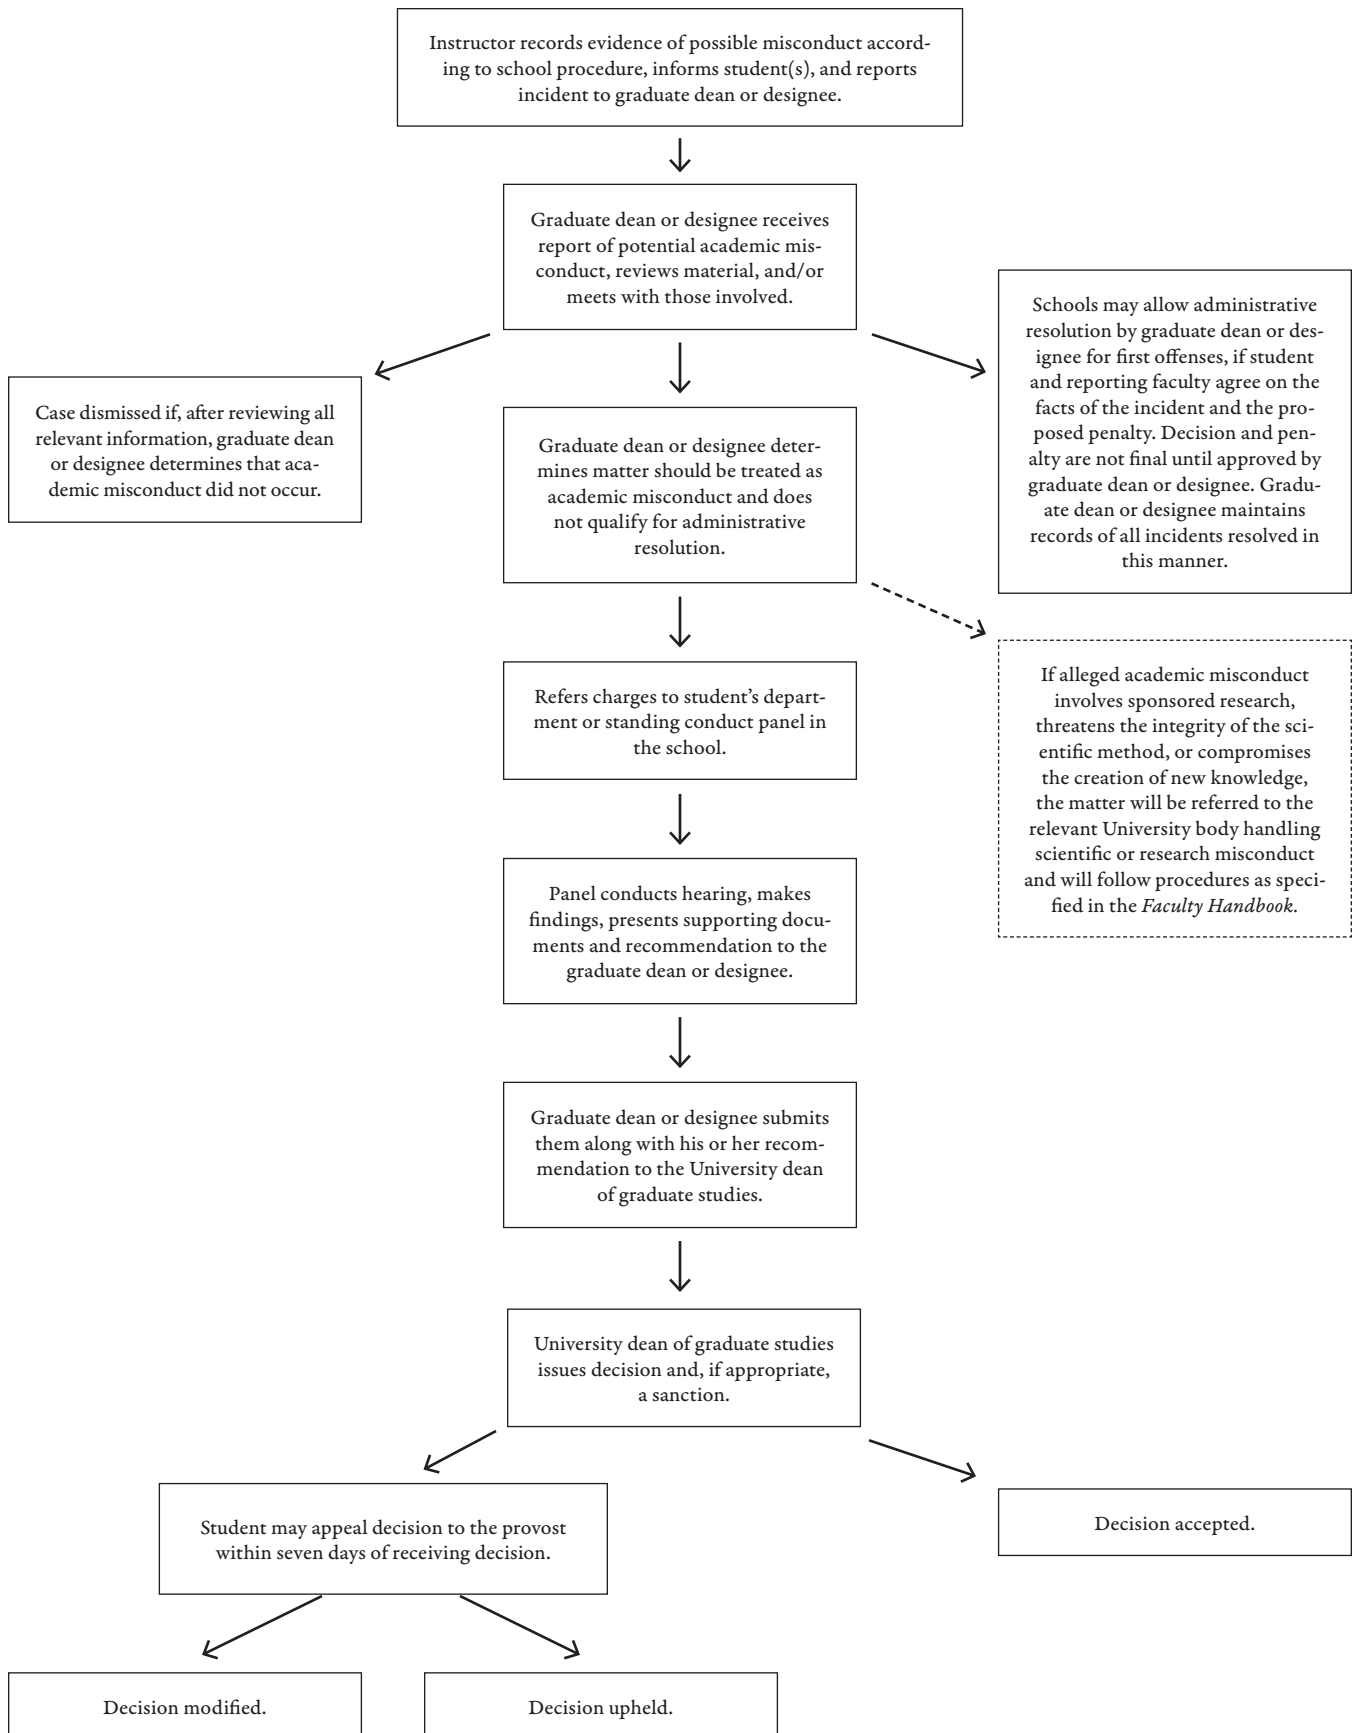 Instructor records evidence of possible misconduct accord-
ing to school procedure, informs student(s), and reports
incident to graduate dean or designee.
Graduate dean or designee receives
report of potential academic mis-
conduct, reviews material, and/or
meets with those involved.
Schools may allow administrative
resolution by graduate dean or des-
ignee for first offenses, if student
and reporting faculty agree on the
facts of the incident and the pro-
posed penalty. Decision and pen-
alty are not final until approved by
graduate dean or designee. Gradu-
ate dean or designee maintains
records of all incidents resolved in
this manner.
Case dismissed if, after reviewing all
relevant information, graduate dean
or designee determines that aca-
demic misconduct did not occur.
Graduate dean or designee deter-
mines matter should be treated as
academic misconduct and does
not qualify for administrative
resolution.
If alleged academic misconduct
involves sponsored research,
threatens the integrity of the sci-
entific method, or compromises
the creation of new knowledge,
the matter will be referred to the
relevant University body handling
scientific or research misconduct
and will follow procedures as speci-
fied in the Faculty Handbook.
Refers charges to student’s depart-
ment or standing conduct panel in
the school.
Panel conducts hearing, makes
findings, presents supporting docu-
ments and recommendation to the
graduate dean or designee.
Graduate dean or designee submits
them along with his or her recom-
mendation to the University dean
of graduate studies.
University dean of graduate studies
issues decision and, if appropriate,
a sanction.
Student may appeal decision to the provost
within seven days of receiving decision.
Decision accepted.
Decision modified.
Decision upheld.